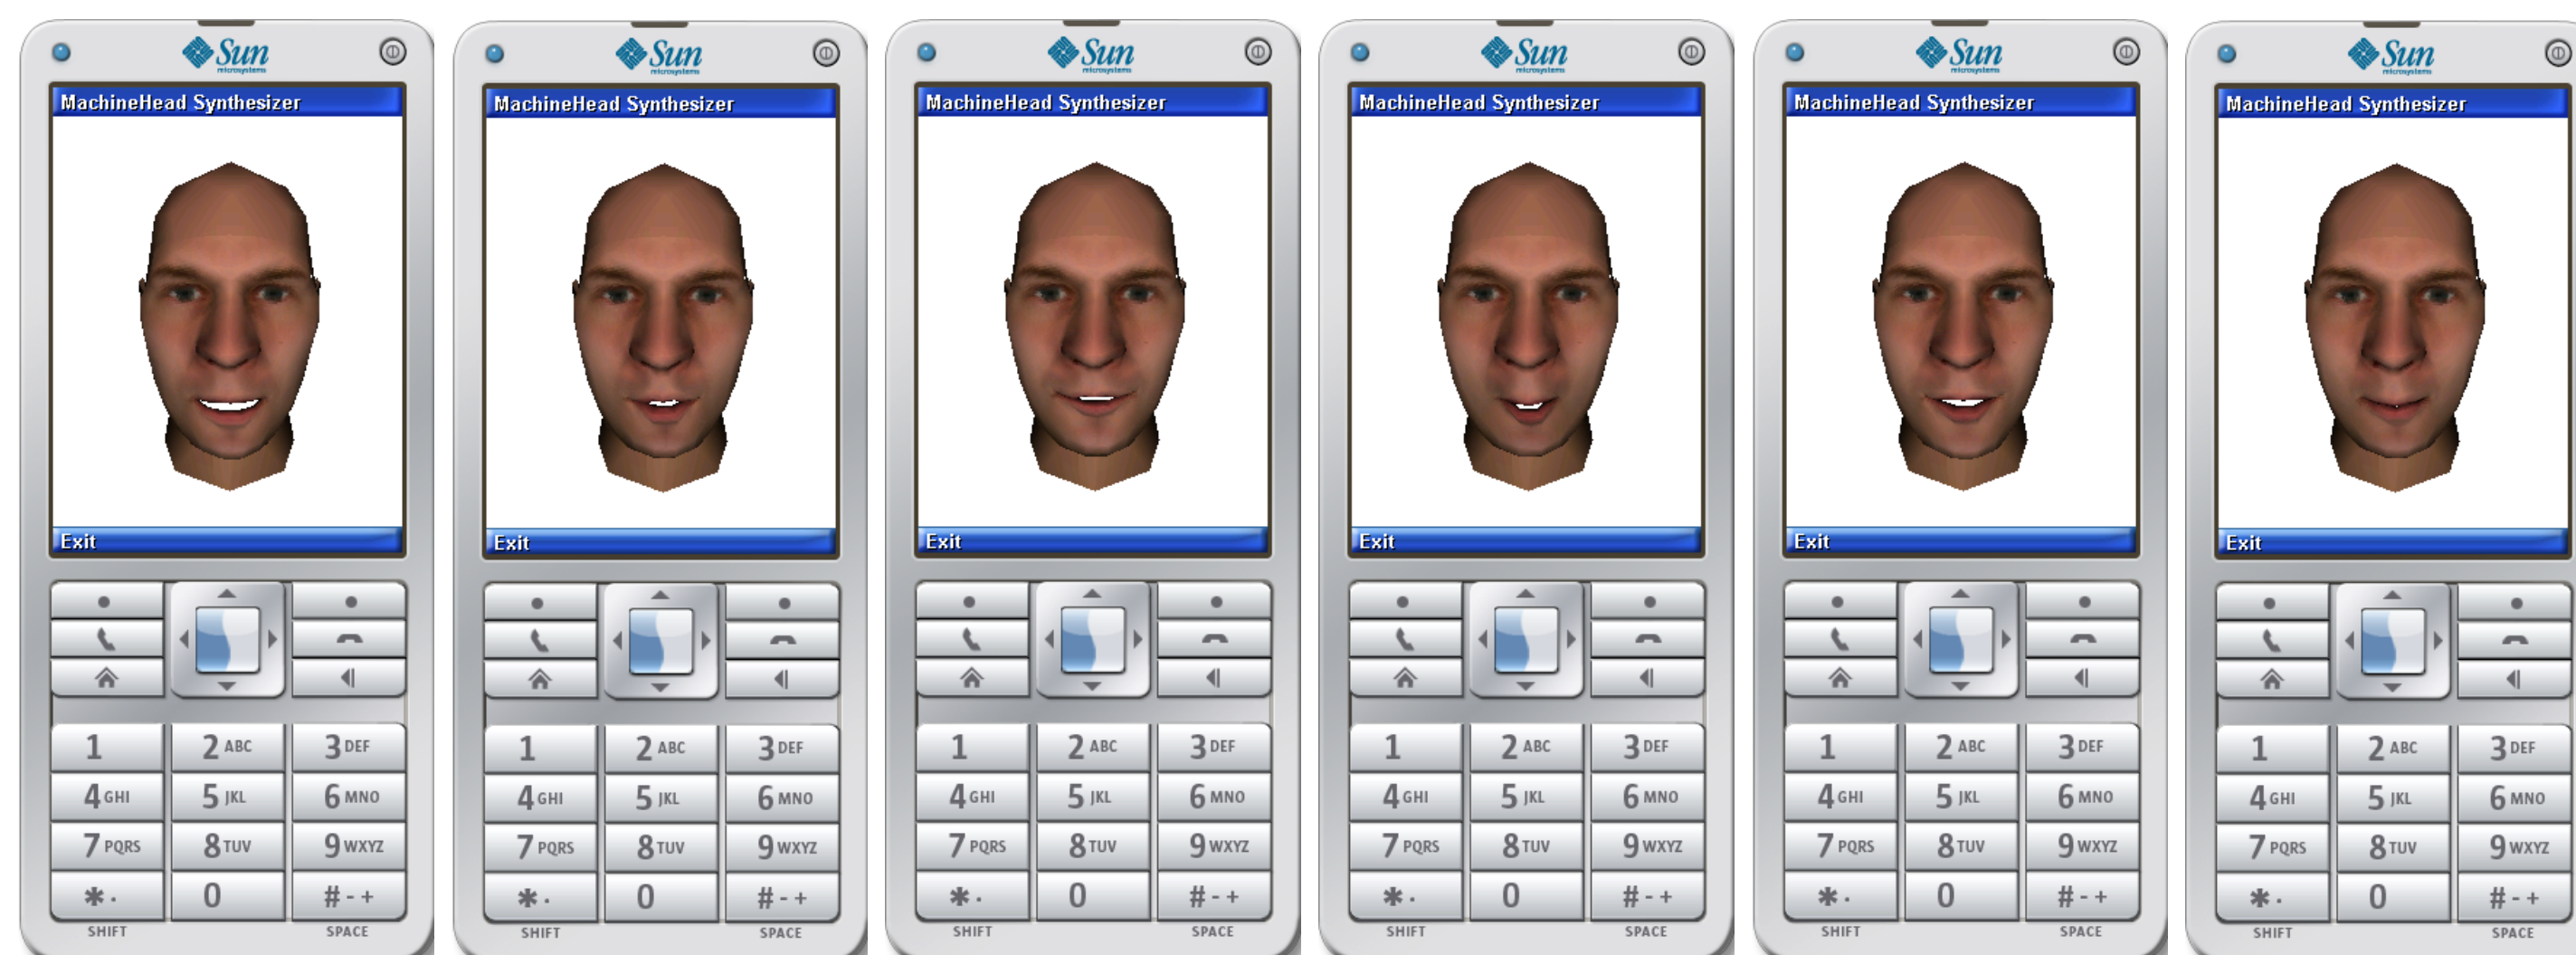 Sun
microsystems
MachineHead Synthesizer
Exit
1 2 ABC 3 DEF
4 GHI 5 JKL 6 MNO
7 PQRS 8 TUV 9 WXYZ
*. 0 # - +
SHIFT SPACE
Sun
microsystems
MachineHead Synthesizer
Exit
1 2 ABC 3 DEF
4 GHI 5 JKL 6 MNO
7 PQRS 8 TUV 9 WXYZ
*. 0 # - +
SHIFT SPACE
Sun
microsystems
MachineHead Synthesizer
Exit
1 2 ABC 3 DEF
4 GHI 5 JKL 6 MNO
7 PQRS 8 TUV 9 WXYZ
*. 0 # - +
SHIFT SPACE
Sun
microsystems
MachineHead Synthesizer
Exit
1 2 ABC 3 DEF
4 GHI 5 JKL 6 MNO
7 PQRS 8 TUV 9 WXYZ
*. 0 # - +
SHIFT SPACE
Sun
microsystems
MachineHead Synthesizer
Exit
1 2 ABC 3 DEF
4 GHI 5 JKL 6 MNO
7 PQRS 8 TUV 9 WXYZ
*. 0 # - +
SHIFT SPACE
Sun
microsystems
MachineHead Synthesizer
Exit
1 2 ABC 3 DEF
4 GHI 5 JKL 6 MNO
7 PQRS 8 TUV 9 WXYZ
*. 0 # - +
SHIFT SPACE